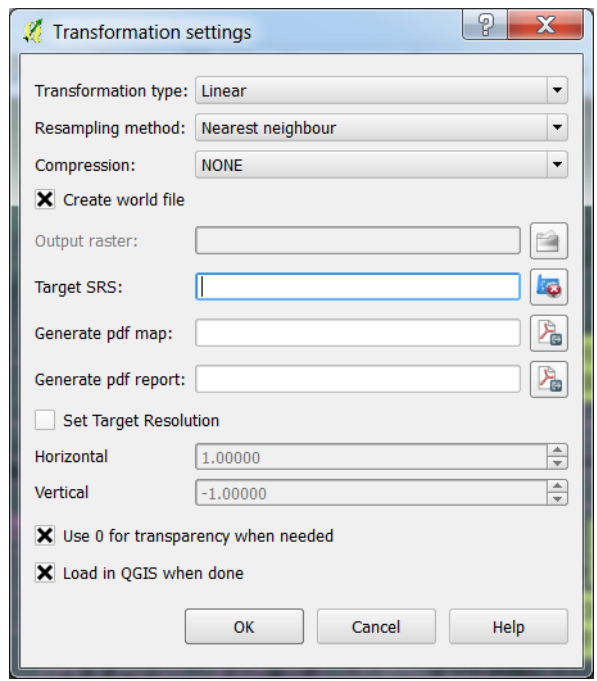 Transformation settings
Transformation type: Linear
Resampling method: Nearest neighbour
Compression: NONE
Create world file
Output raster:
Target SRS:
Generate pdf map:
Generate pdf report:
Set Target Resolution
Horizontal 1.00000
Vertical -1.00000
Use 0 for transparency when needed
Load in QGIS when done
OK Cancel Help